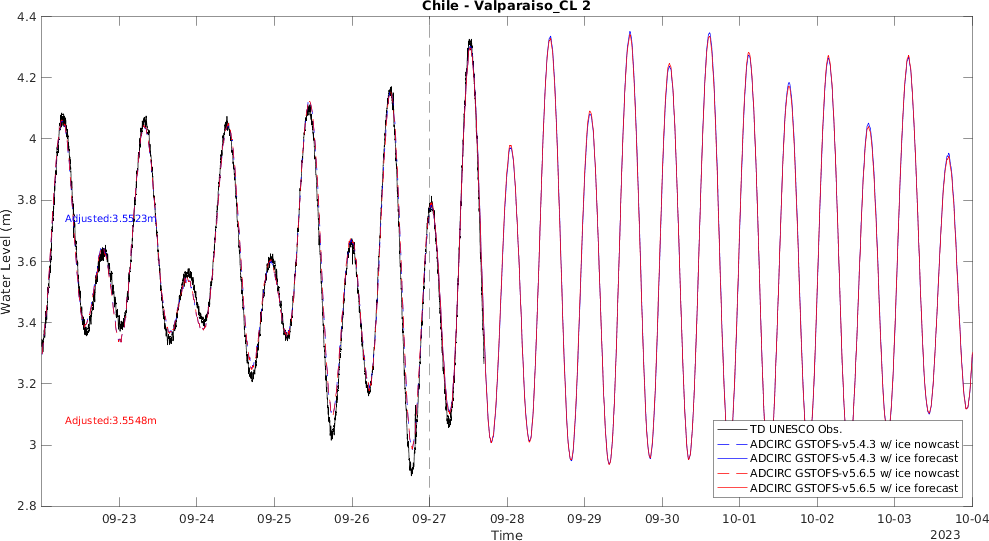 Chile - Valparaiso_CL 2
4.4
4.2
4
3.8
3.6
3.4
3.2
3
2.8
Water Level (m)
Adjusted:3.5523m
Adjusted:3.5548m
TD UNESCO Obs.
ADCIRC GSTOFS-v5.4.3 w/ ice nowcast
ADCIRC GSTOFS-v5.4.3 w/ ice forecast
ADCIRC GSTOFS-v5.6.5 w/ ice nowcast
ADCIRC GSTOFS-v5.6.5 w/ ice forecast
09-23 09-24 09-25 09-26 09-27 09-28 09-29 09-30 10-01 10-02 10-03 10-04
Time
2023